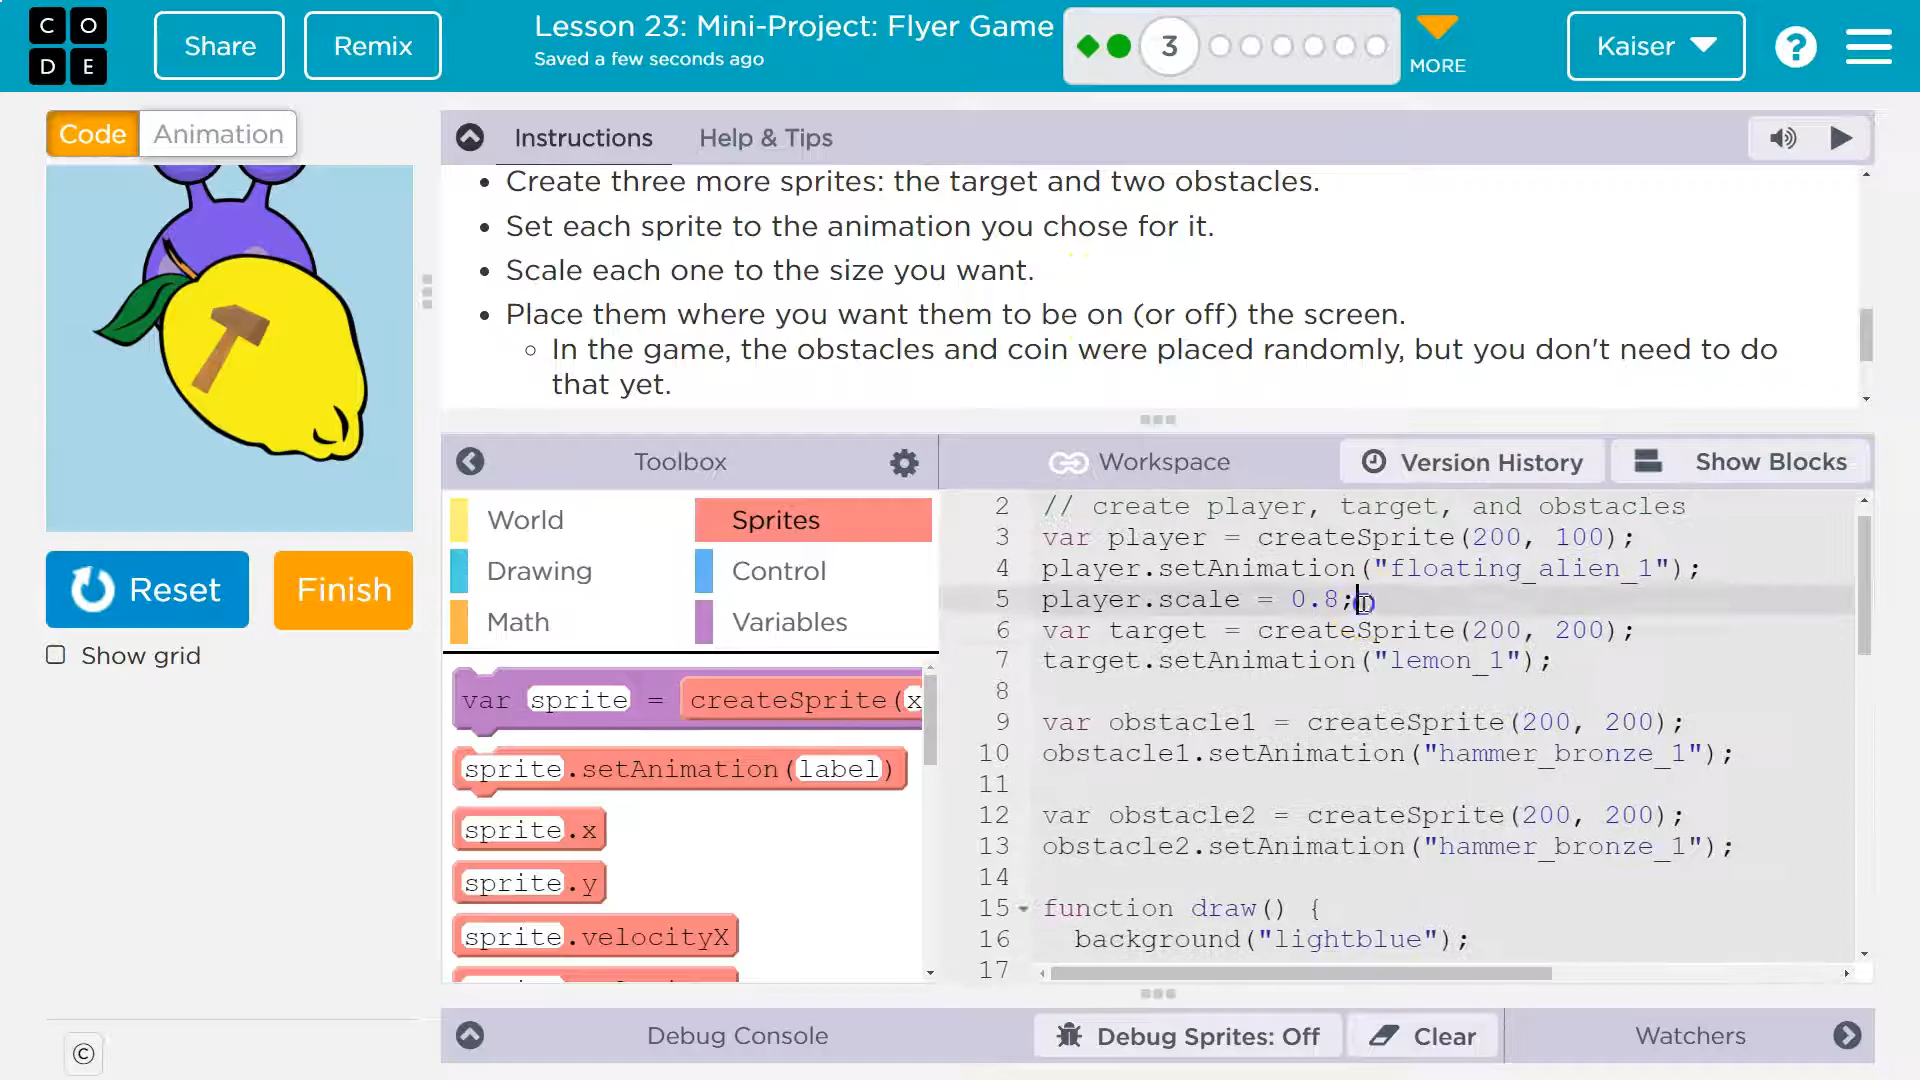 C O
D E
Share
Remix
Lesson 23: Mini-Project: Flyer Game
Saved a few seconds ago
3
MORE
Kaiser
?
Code
Animation
Instructions
Help & Tips
• Create three more sprites: the target and two obstacles.
• Set each sprite to the animation you chose for it.
• Scale each one to the size you want.
• Place them where you want them to be on (or off) the screen.
○ In the game, the obstacles and coin were placed randomly, but you don't need to do
that yet.
Reset
Finish
Show grid
Toolbox
World
Sprites
Drawing
Control
Math
Variables
var sprite = createSprite(x
sprite.setAnimation(label)
sprite.x
sprite.y
sprite.velocityX
Workspace
Version History
Show Blocks
2 // create player, target, and obstacles
3 var player = createSprite(200, 100);
4 player.setAnimation("floating_alien_1");
5 player.scale = 0.8;
6 var target = createSprite(200, 200);
7 target.setAnimation("lemon_1");
8
9 var obstacle1 = createSprite(200, 200);
10 obstacle1.setAnimation("hammer_bronze_1");
11
12 var obstacle2 = createSprite(200, 200);
13 obstacle2.setAnimation("hammer_bronze_1");
14
15 function draw() {
16 background("lightblue");
17
©
Debug Console
Debug Sprites: Off
Clear
Watchers